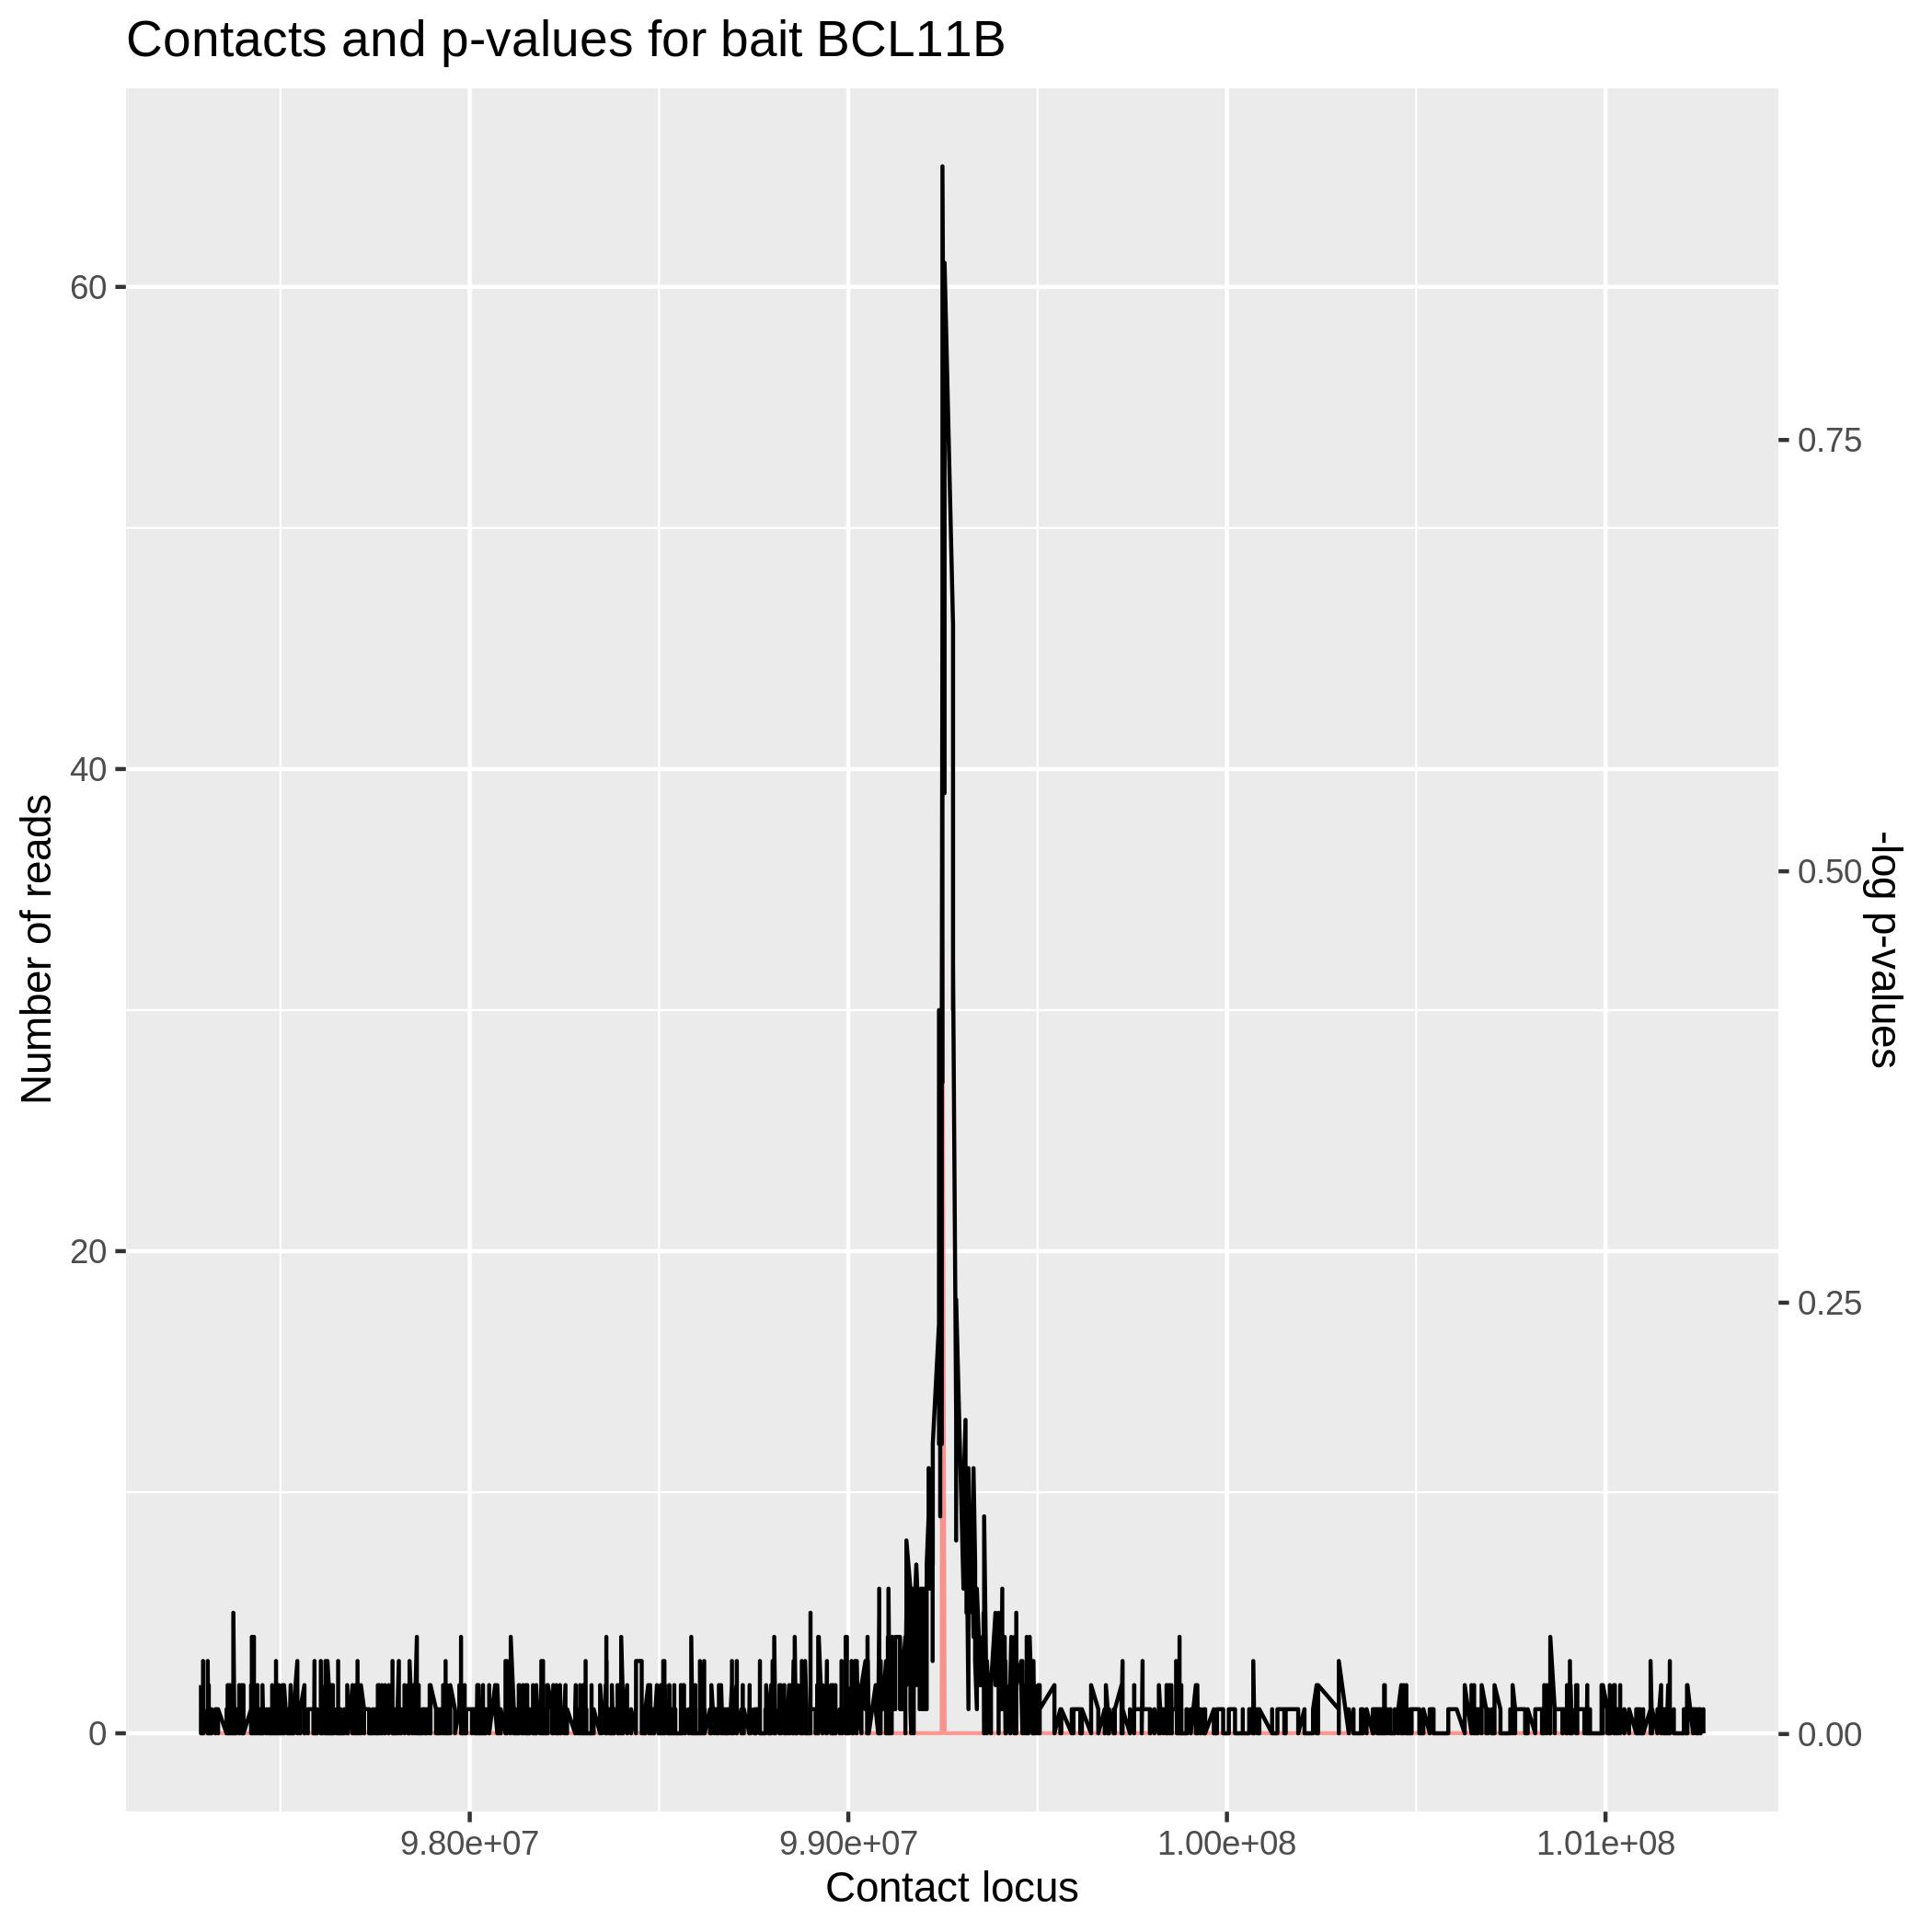 Contacts and p-values for bait BCL11B
60
40
20
0
0.75
0.50
0.25
0.00
Number of reads
-log p-values
9.80e+07 9.90e+07 1.00e+08 1.01e+08
Contact locus